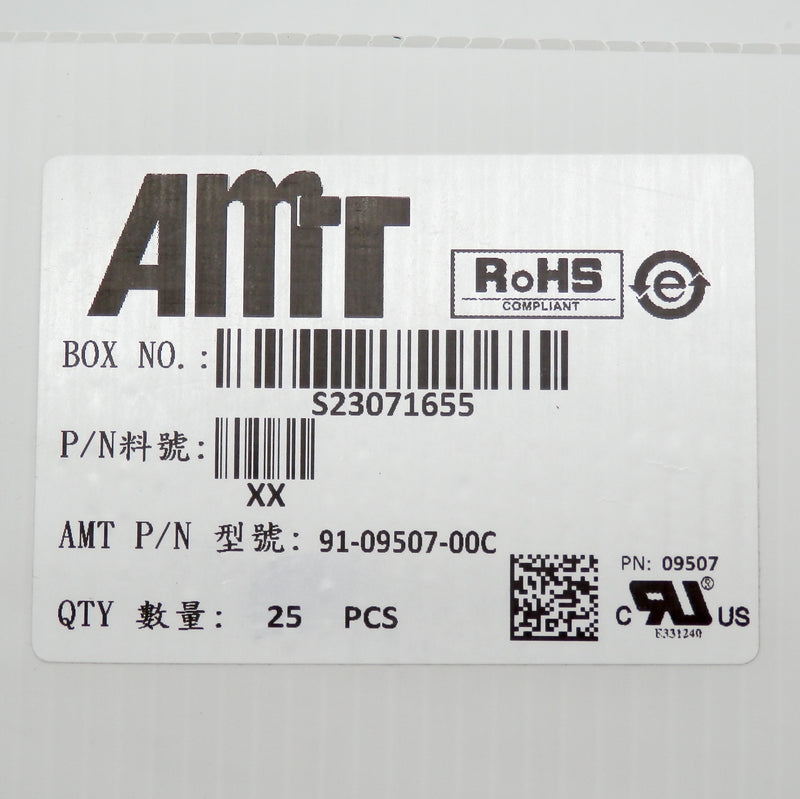 AMT
RoHS
COMPLIANT
e
BOX NO.:
S23071655
P/N料號:
XX
AMT P/N 型號: 91-09507-00C
QTY 數量: 25 PCS
PN: 09507
C RU ® US
E331240